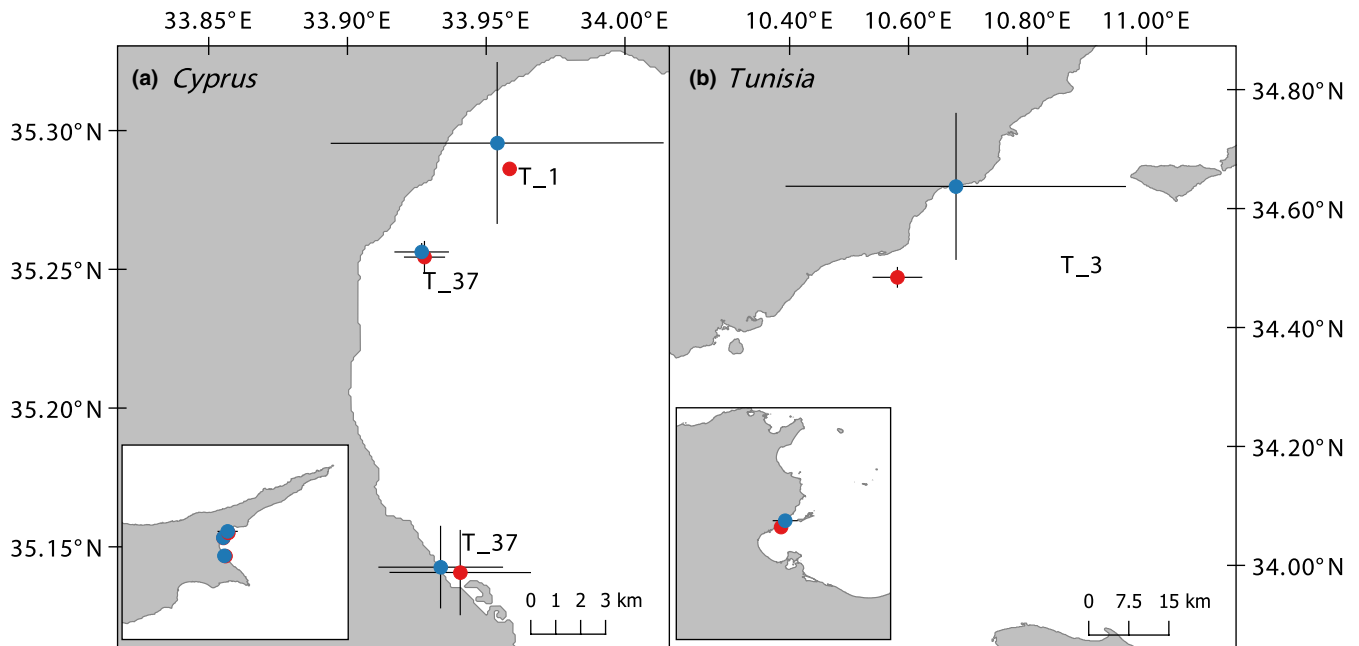 33.85°E 33.90°E 33.95°E 34.00°E 10.40°E 10.60°E 10.80°E 11.00°E
(a) Cyprus
(b) Tunisia
34.80°N
35.30°N
T_1
34.60°N
T_3
35.25°N
T_37
34.40°N
35.20°N
34.20°N
35.15°N
T_37
34.00°N
0 1 2 3 km
0 7.5 15 km